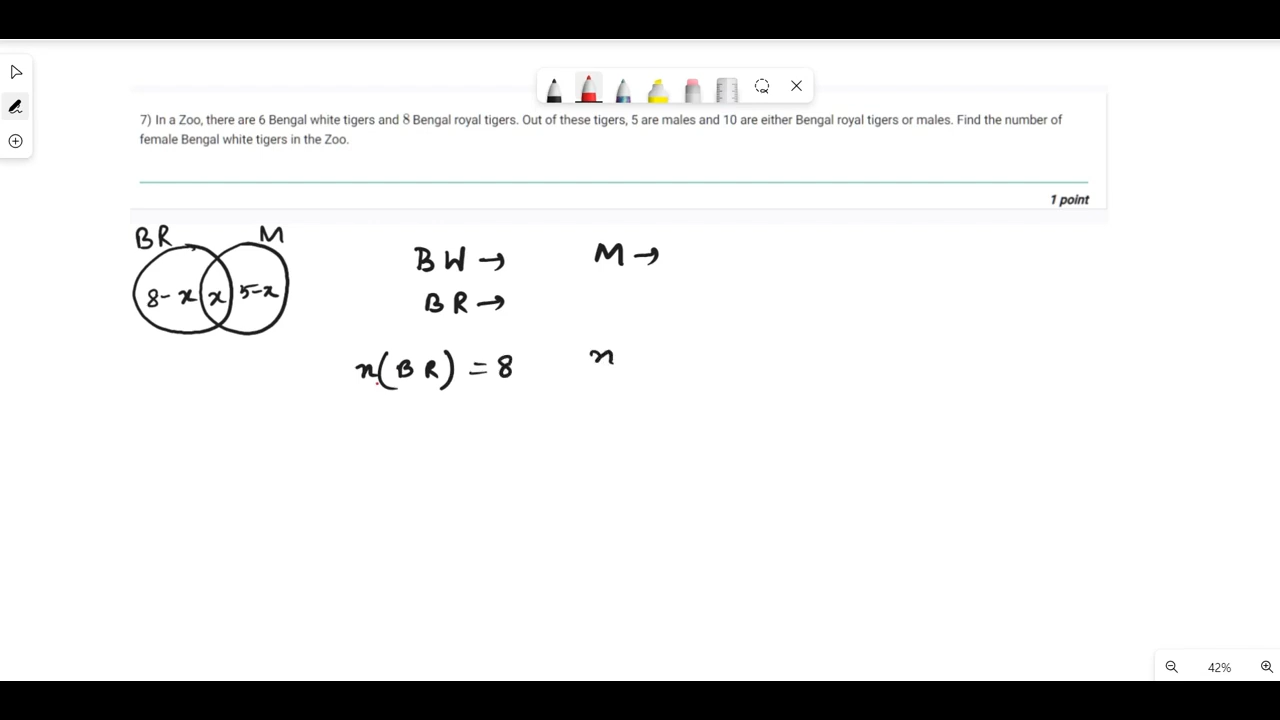 7) In a Zoo, there are 6 Bengal white tigers and 8 Bengal royal tigers. Out of these tigers, 5 are males and 10 are either Bengal royal tigers or males. Find the number of
female Bengal white tigers in the Zoo.
1 point
BR M
8-x x 5-x
BW → M →
BR →
n(BR) = 8 n
42%